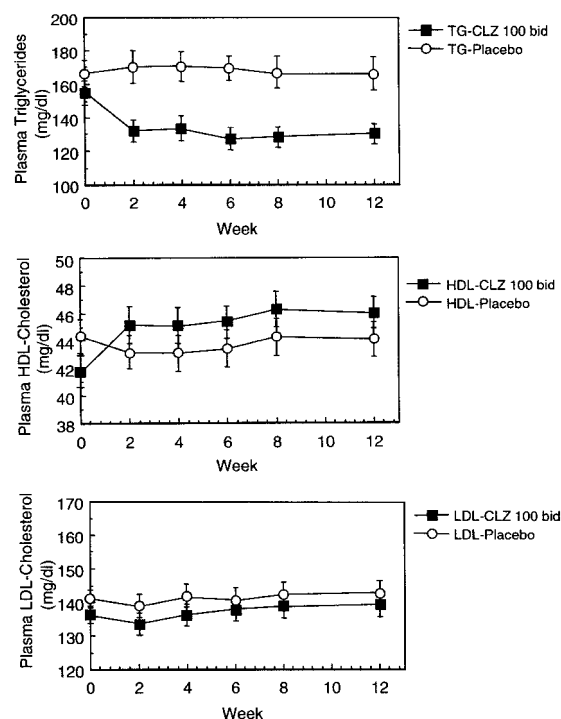 200
180
160
140
120
100
Plasma Triglycerides
(mg/dl)
0 2 4 6 8 10 12
Week
TG-CLZ 100 bid
TG-Placebo
50
48
46
44
42
40
38
Plasma HDL-Cholesterol
(mg/dl)
0 2 4 6 8 10 12
Week
HDL-CLZ 100 bid
HDL-Placebo
170
160
150
140
130
120
Plasma LDL-Cholesterol
(mg/dl)
0 2 4 6 8 10 12
Week
LDL-CLZ 100 bid
LDL-Placebo